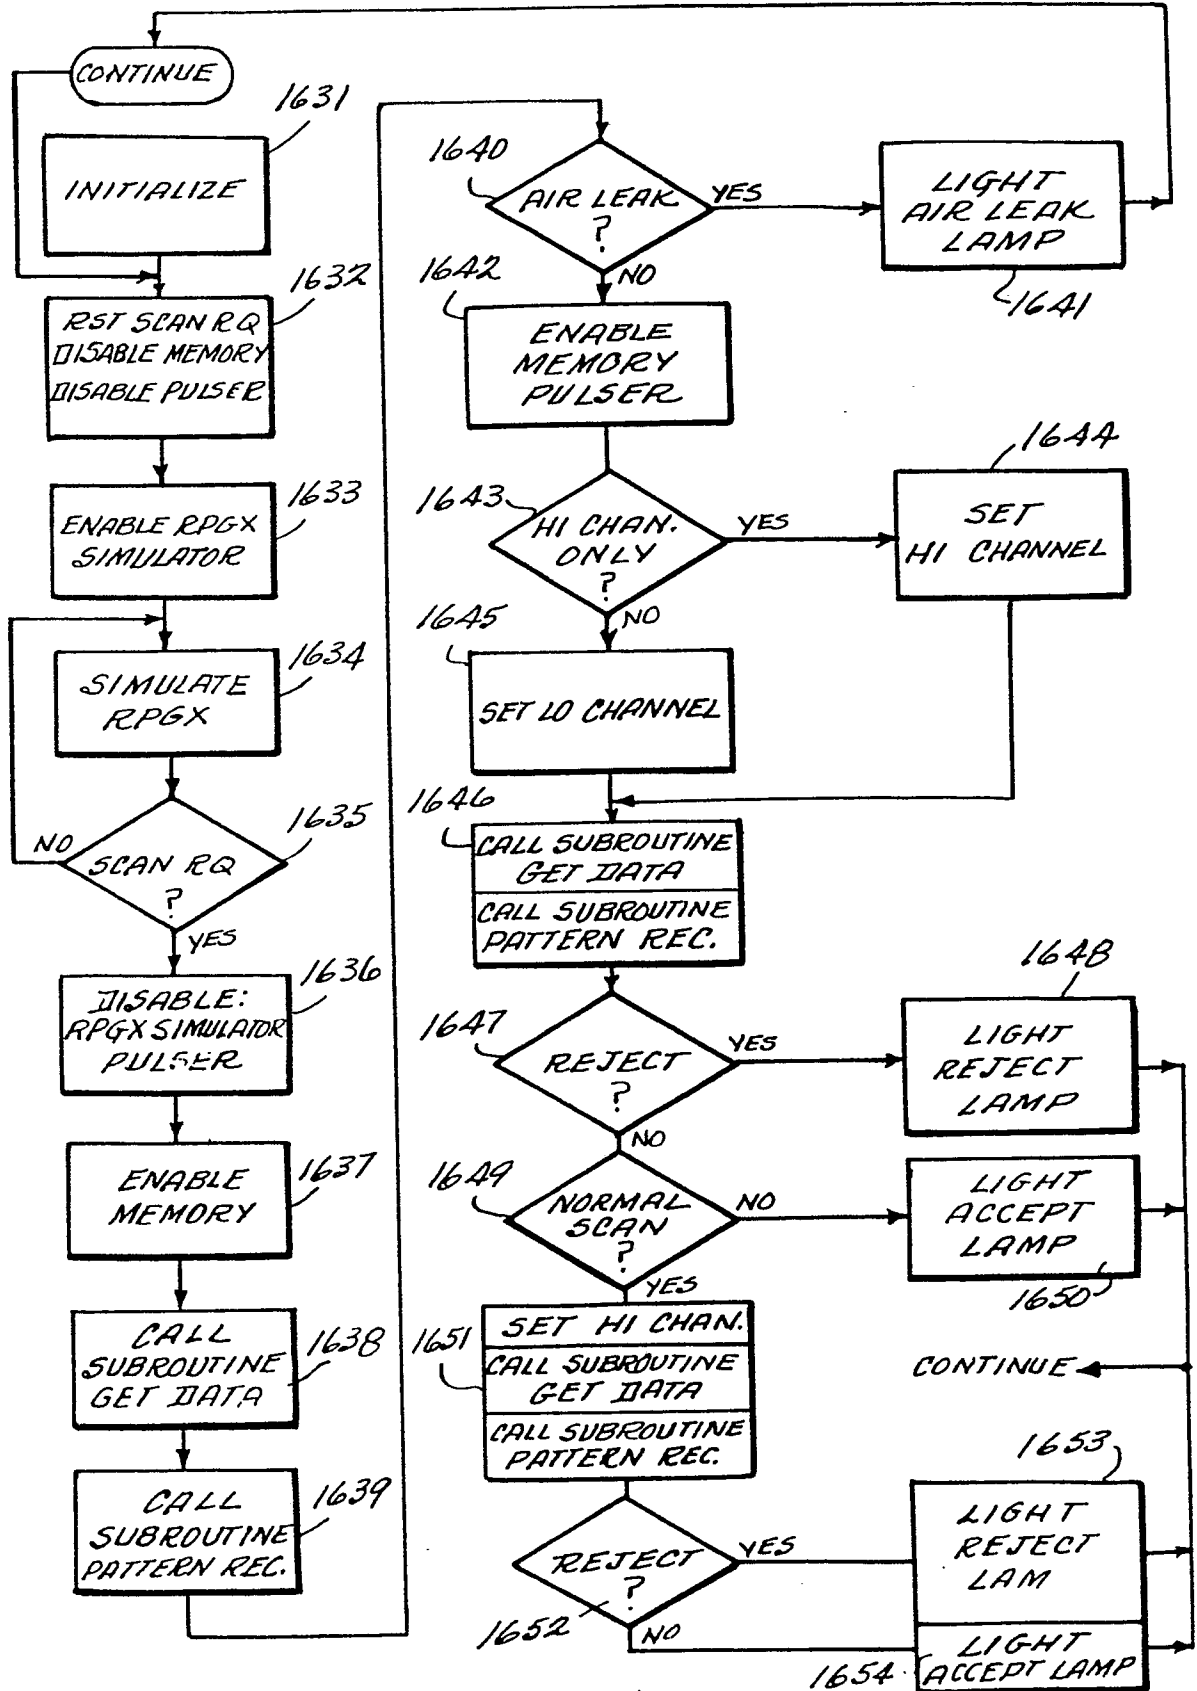 CONTINUE
1631
INITIALIZE
1632
RST SCAN RQ
DISABLE MEMORY
DISABLE PULSER
1633
ENABLE RPGX
SIMULATOR
1634
SIMULATE
RPGX
1635
NO
SCAN RQ
?
YES
1636
DISABLE:
RPGX SIMULATOR
PULSER
1637
ENABLE
MEMORY
1638
CALL
SUBROUTINE
GET DATA
1639
CALL
SUBROUTINE
PATTERN REC.
1640
AIR LEAK
?
YES
NO
LIGHT
AIR LEAK
LAMP
1641
1642
ENABLE
MEMORY
PULSER
1643
HI CHAN.
ONLY
?
YES
NO
1644
SET
HI CHANNEL
1645
SET LO CHANNEL
1646
CALL SUBROUTINE
GET DATA
CALL SUBROUTINE
PATTERN REC.
1647
REJECT
?
YES
NO
1648
LIGHT
REJECT
LAMP
1649
NORMAL
SCAN
?
NO
YES
LIGHT
ACCEPT
LAMP
1650
1651
SET HI CHAN.
CALL SUBROUTINE
GET DATA
CALL SUBROUTINE
PATTERN REC.
CONTINUE
REJECT
?
1652
YES
NO
1653
LIGHT
REJECT
LAM
1654
LIGHT
ACCEPT LAMP